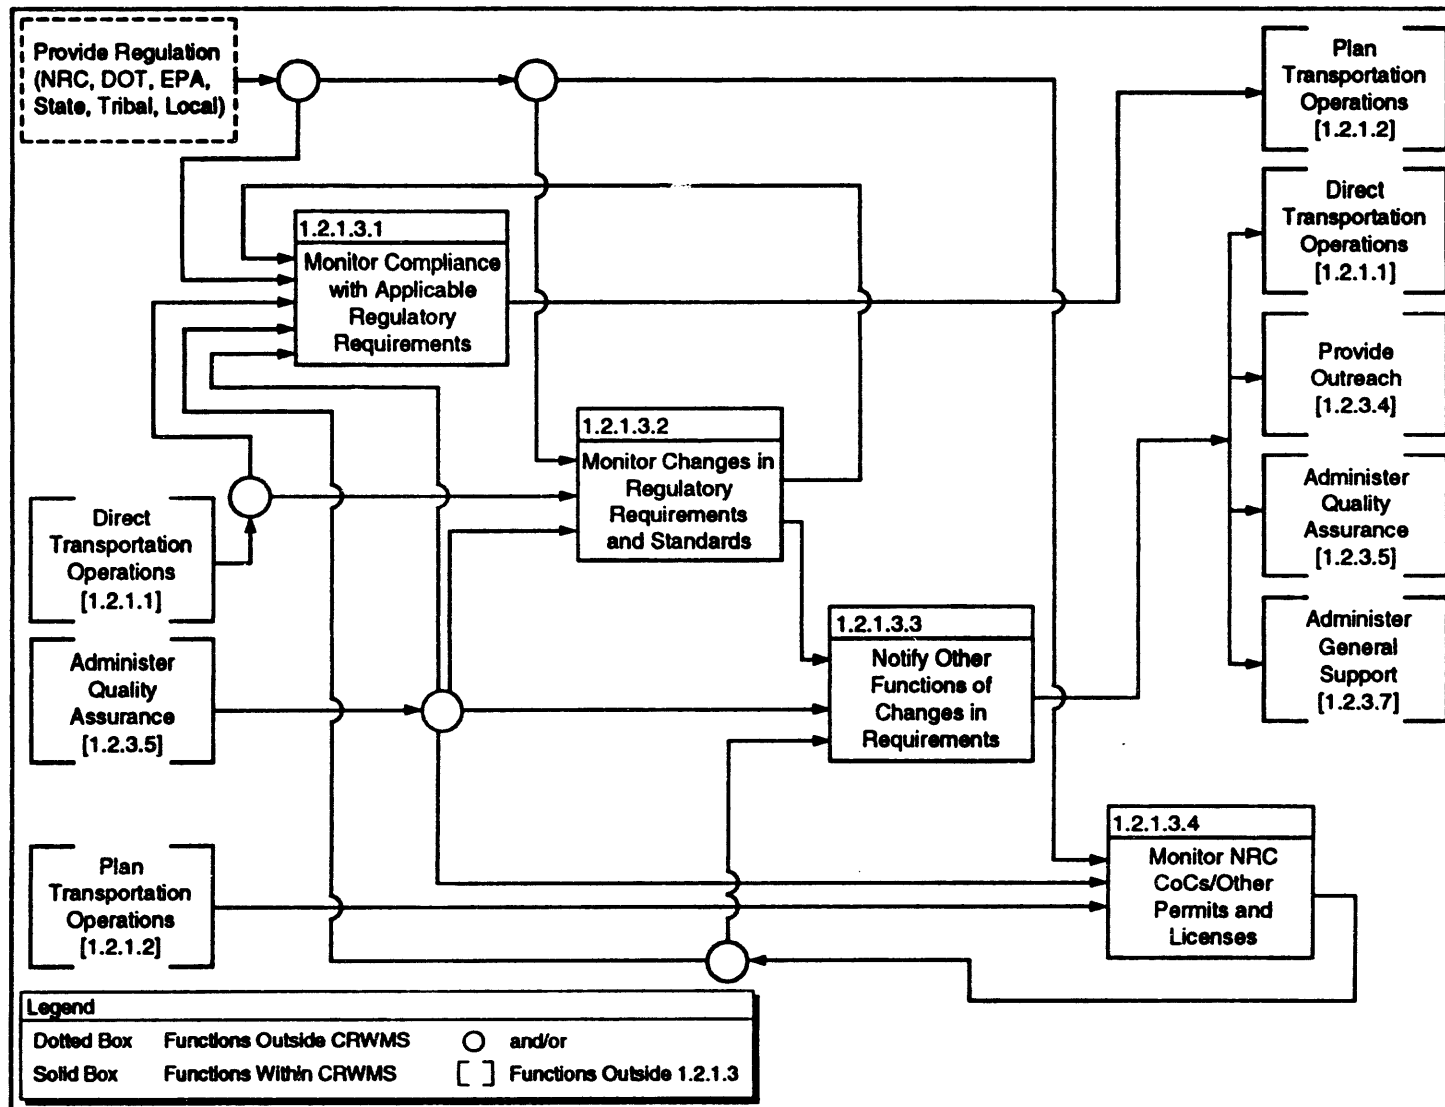 Provide Regulation
(NRC, DOT, EPA,
State, Tribal, Local)
Plan
Transportation
Operations
[1.2.1.2]
Direct
Transportation
Operations
[1.2.1.1]
Provide
Outreach
[1.2.3.4]
Administer
Quality
Assurance
[1.2.3.5]
Administer
General
Support
[1.2.3.7]
1.2.1.3.1
Monitor Compliance
with Applicable
Regulatory
Requirements
1.2.1.3.2
Monitor Changes in
Regulatory
Requirements
and Standards
1.2.1.3.3
Notify Other
Functions of
Changes in
Requirements
1.2.1.3.4
Monitor NRC
CoCs/Other
Permits and
Licenses
Direct
Transportation
Operations
[1.2.1.1]
Administer
Quality
Assurance
[1.2.3.5]
Plan
Transportation
Operations
[1.2.1.2]
Legend
Dotted Box Functions Outside CRWMS and/or
Solid Box Functions Within CRWMS [ ] Functions Outside 1.2.1.3